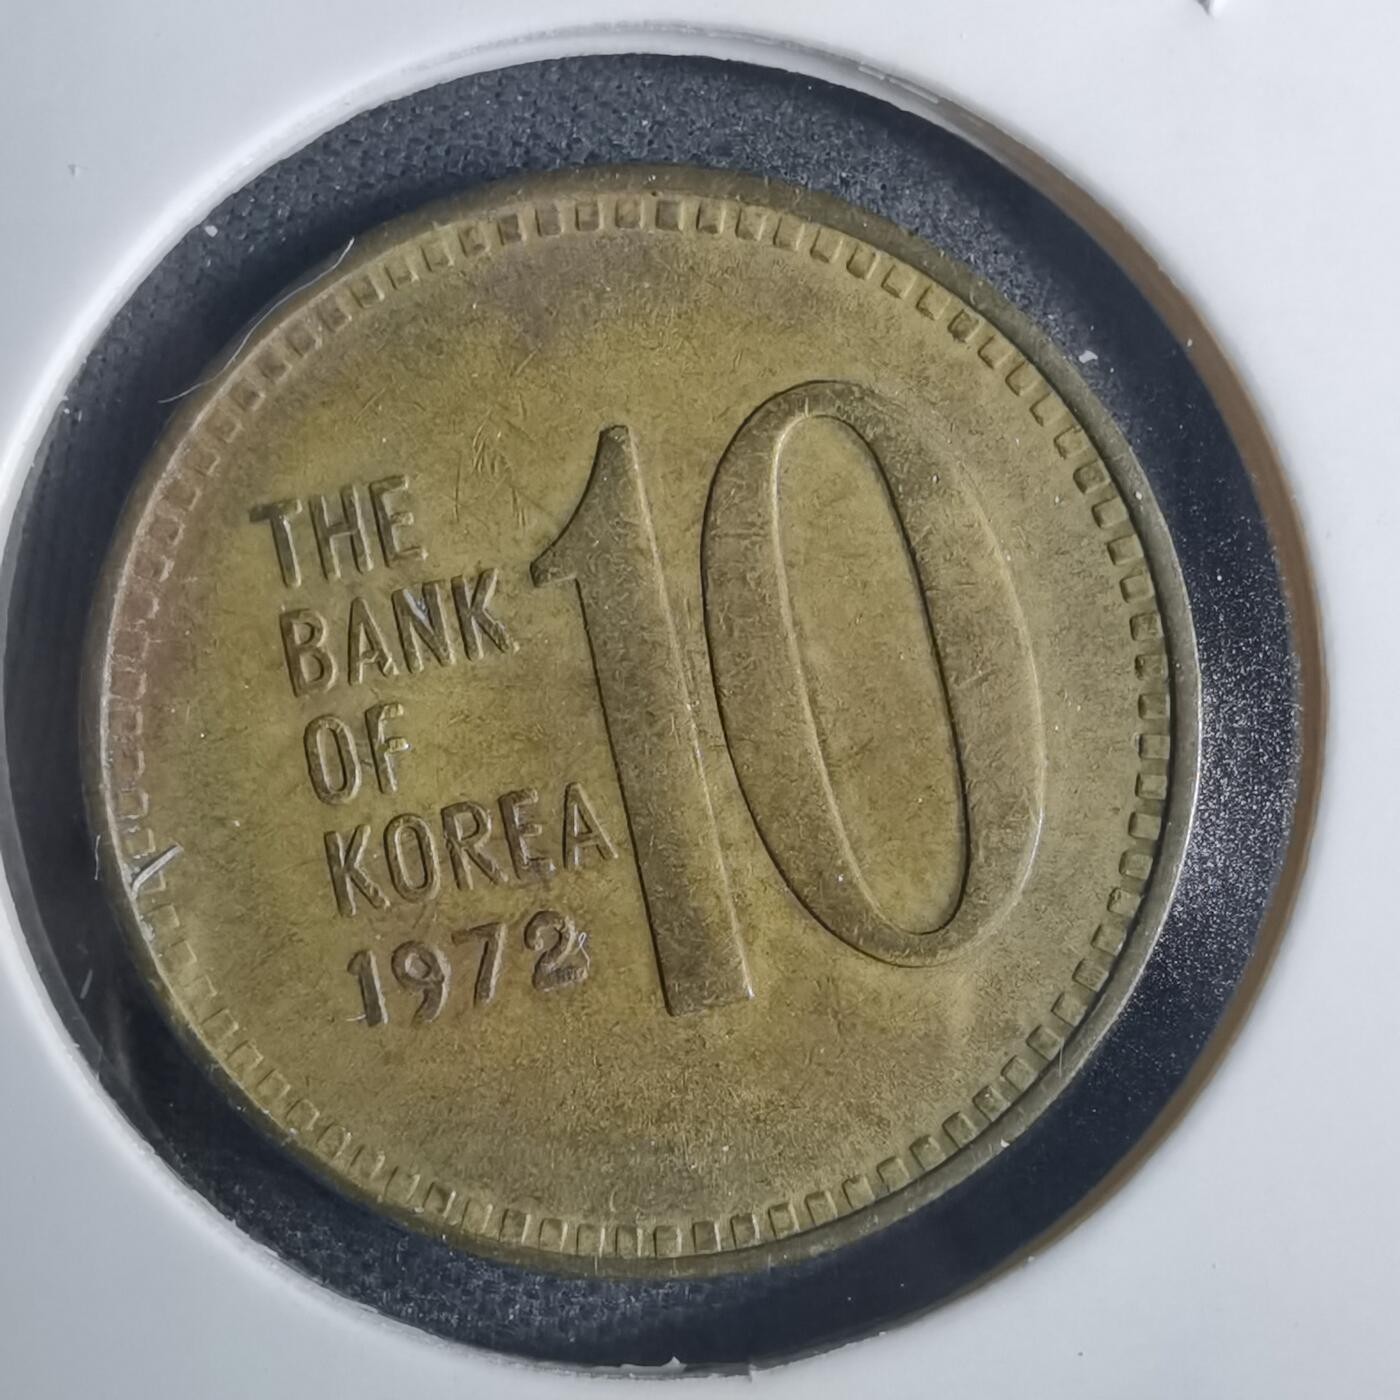 THE
BANK
OF
KOREA
1972
10